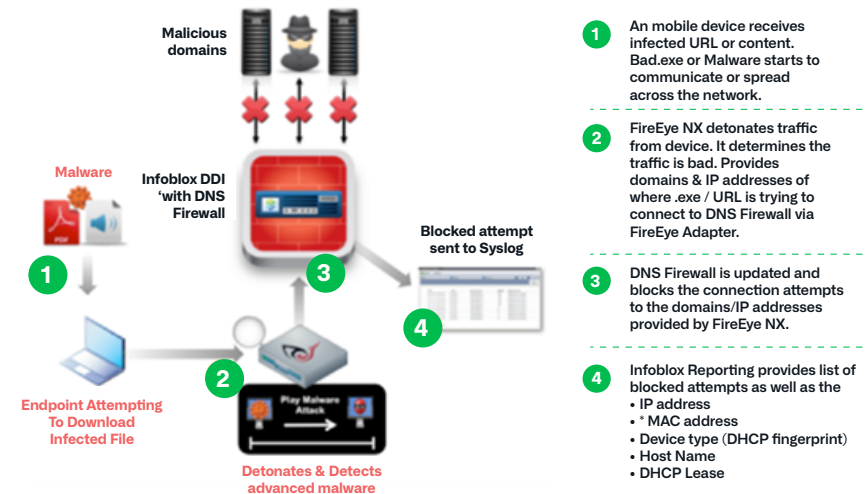 Malicious
domains
Malware
PDF
Infoblox DDI
‘with DNS
Firewall
Blocked attempt
sent to Syslog
1
3
4
2
Endpoint Attempting
To Download
Infected File
Play Malware
Attack
Detonates & Detects
advanced malware
1
An mobile device receives
infected URL or content.
Bad.exe or Malware starts to
communicate or spread
across the network.
2
FireEye NX detonates traffic
from device. It determines the
traffic is bad. Provides
domains & IP addresses of
where .exe / URL is trying to
connect to DNS Firewall via
FireEye Adapter.
3
DNS Firewall is updated and
blocks the connection attempts
to the domains/IP addresses
provided by FireEye NX.
4
Infoblox Reporting provides list of
blocked attempts as well as the
• IP address
• * MAC address
• Device type (DHCP fingerprint)
• Host Name
• DHCP Lease